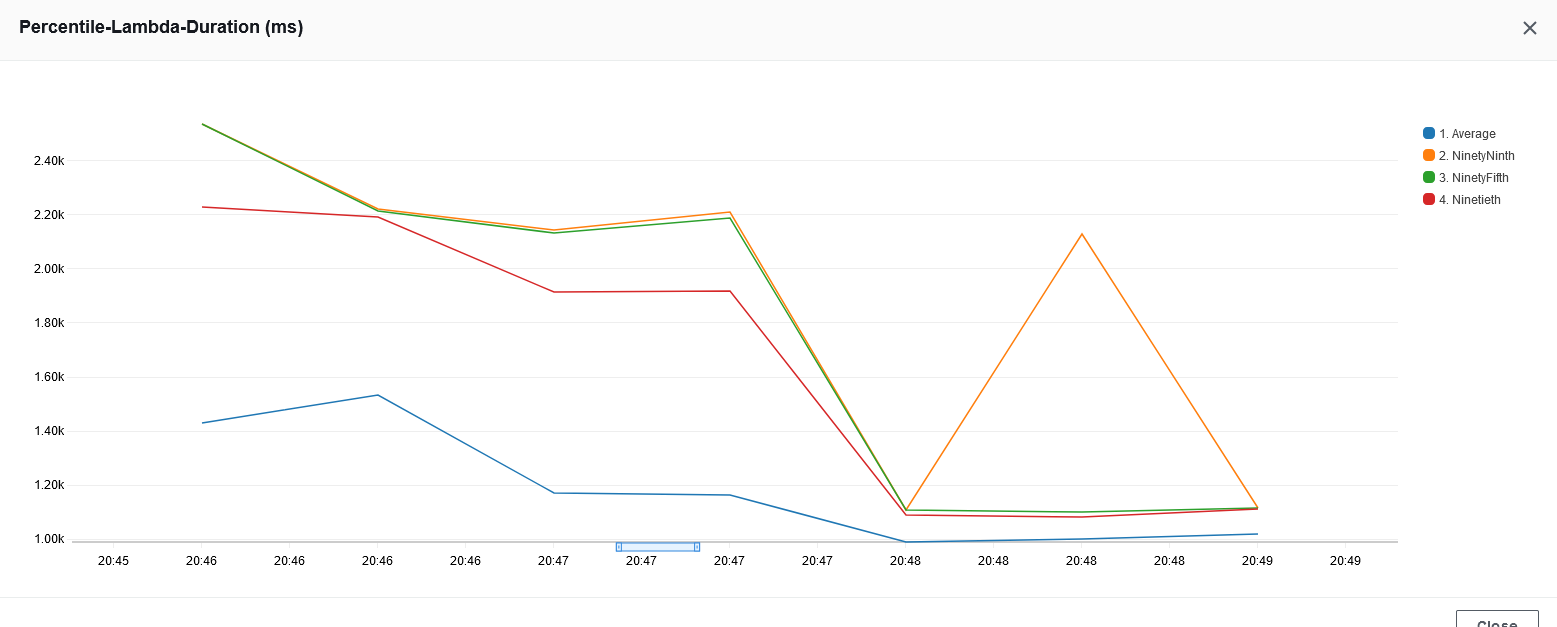 Percentile-Lambda-Duration (ms)
1. Average
2. NinetyNinth
3. NinetyFifth
4. Ninetieth
2.40k
2.20k
2.00k
1.80k
1.60k
1.40k
1.20k
1.00k
20:45 20:46 20:46 20:46 20:46 20:47 20:47 20:47 20:47 20:48 20:48 20:48 20:48 20:49 20:49
Close